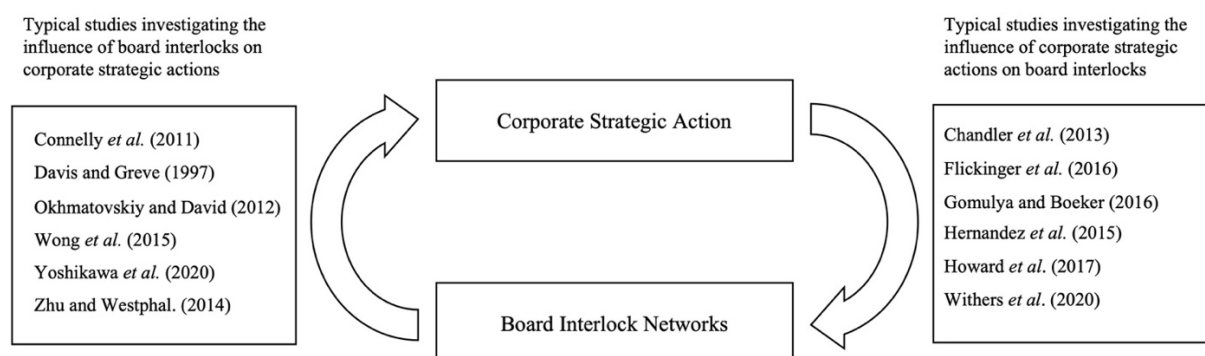 Typical studies investigating the
influence of board interlocks on
corporate strategic actions
Connelly et al. (2011)
Davis and Greve (1997)
Okhmatovskiy and David (2012)
Wong et al. (2015)
Yoshikawa et al. (2020)
Zhu and Westphal. (2014)
Corporate Strategic Action
Board Interlock Networks
Typical studies investigating the
influence of corporate strategic
actions on board interlocks
Chandler et al. (2013)
Flickinger et al. (2016)
Gomulya and Boeker (2016)
Hernandez et al. (2015)
Howard et al. (2017)
Withers et al. (2020)